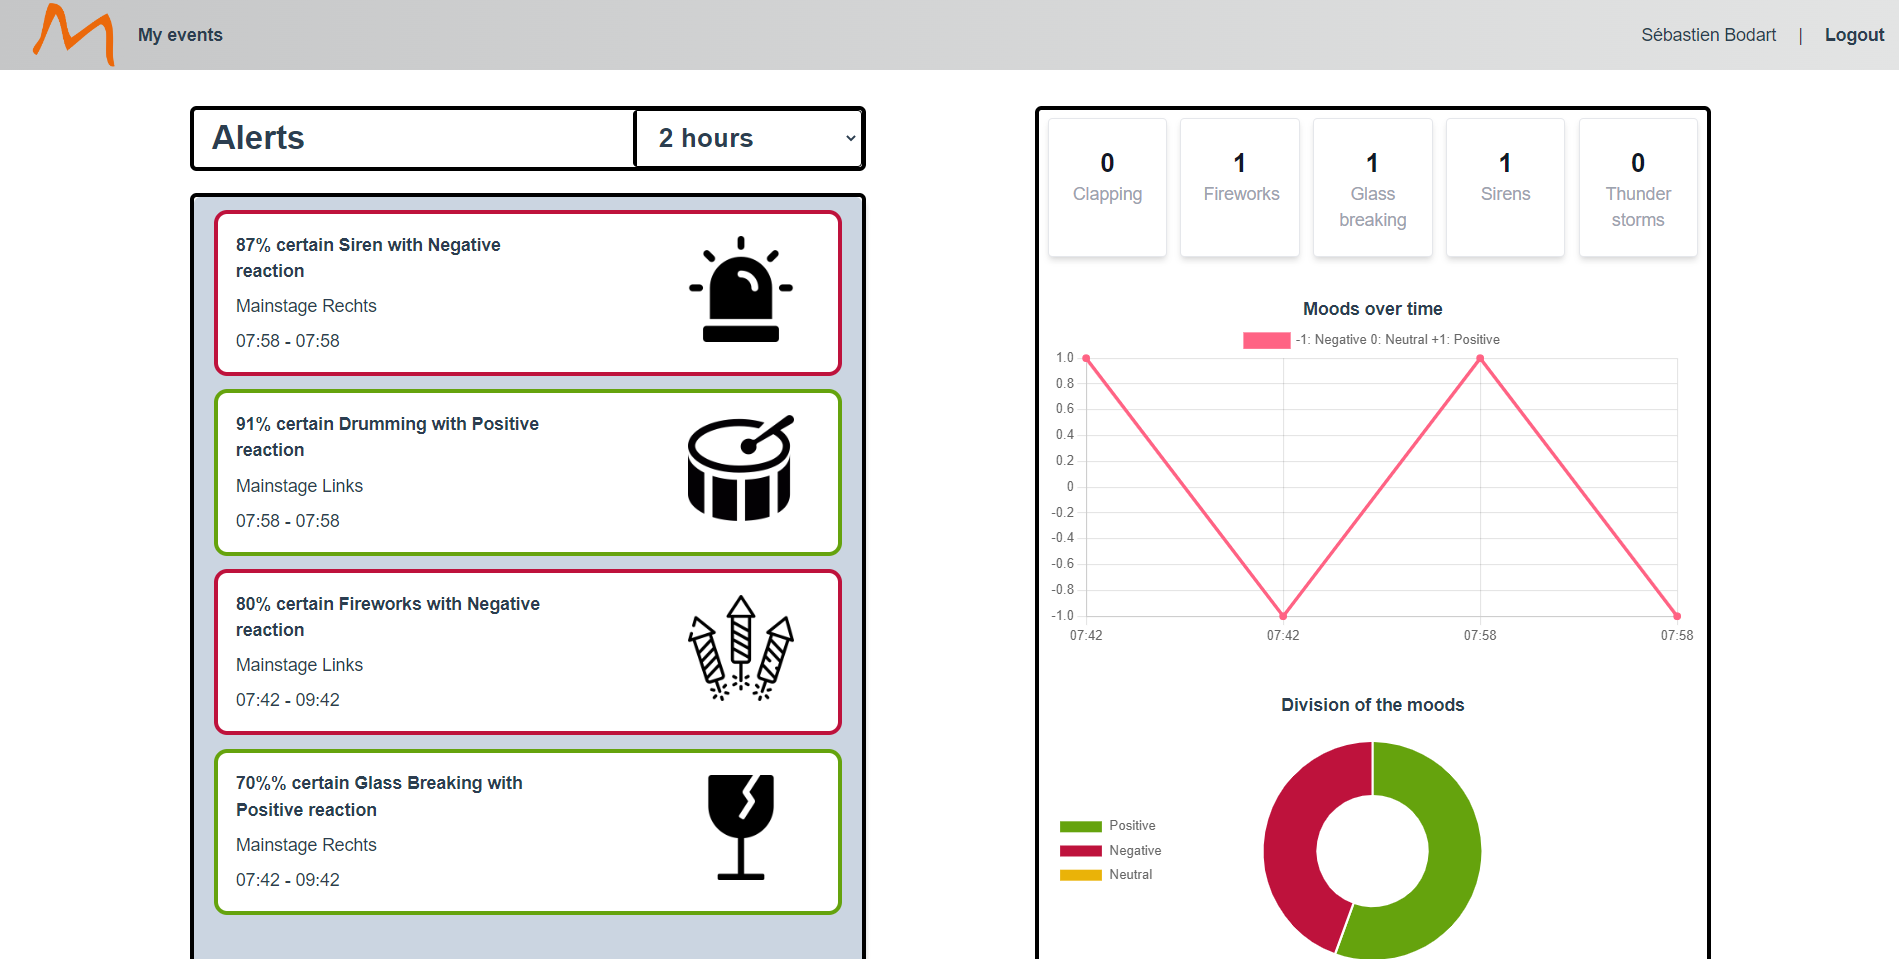 My events
Sébastien Bodart | Logout
Alerts
2 hours
87% certain Siren with Negative
reaction
Mainstage Rechts
07:58 - 07:58
91% certain Drumming with Positive
reaction
Mainstage Links
07:58 - 07:58
80% certain Fireworks with Negative
reaction
Mainstage Links
07:42 - 09:42
70%% certain Glass Breaking with
Positive reaction
Mainstage Rechts
07:42 - 09:42
0
Clapping
1
Fireworks
1
Glass
breaking
1
Sirens
0
Thunder
storms
Moods over time
-1: Negative 0: Neutral +1: Positive
1.0
0.8
0.6
0.4
0.2
0
-0.2
-0.4
-0.6
-0.8
-1.0
07:42 07:42 07:58 07:58
Division of the moods
Positive
Negative
Neutral